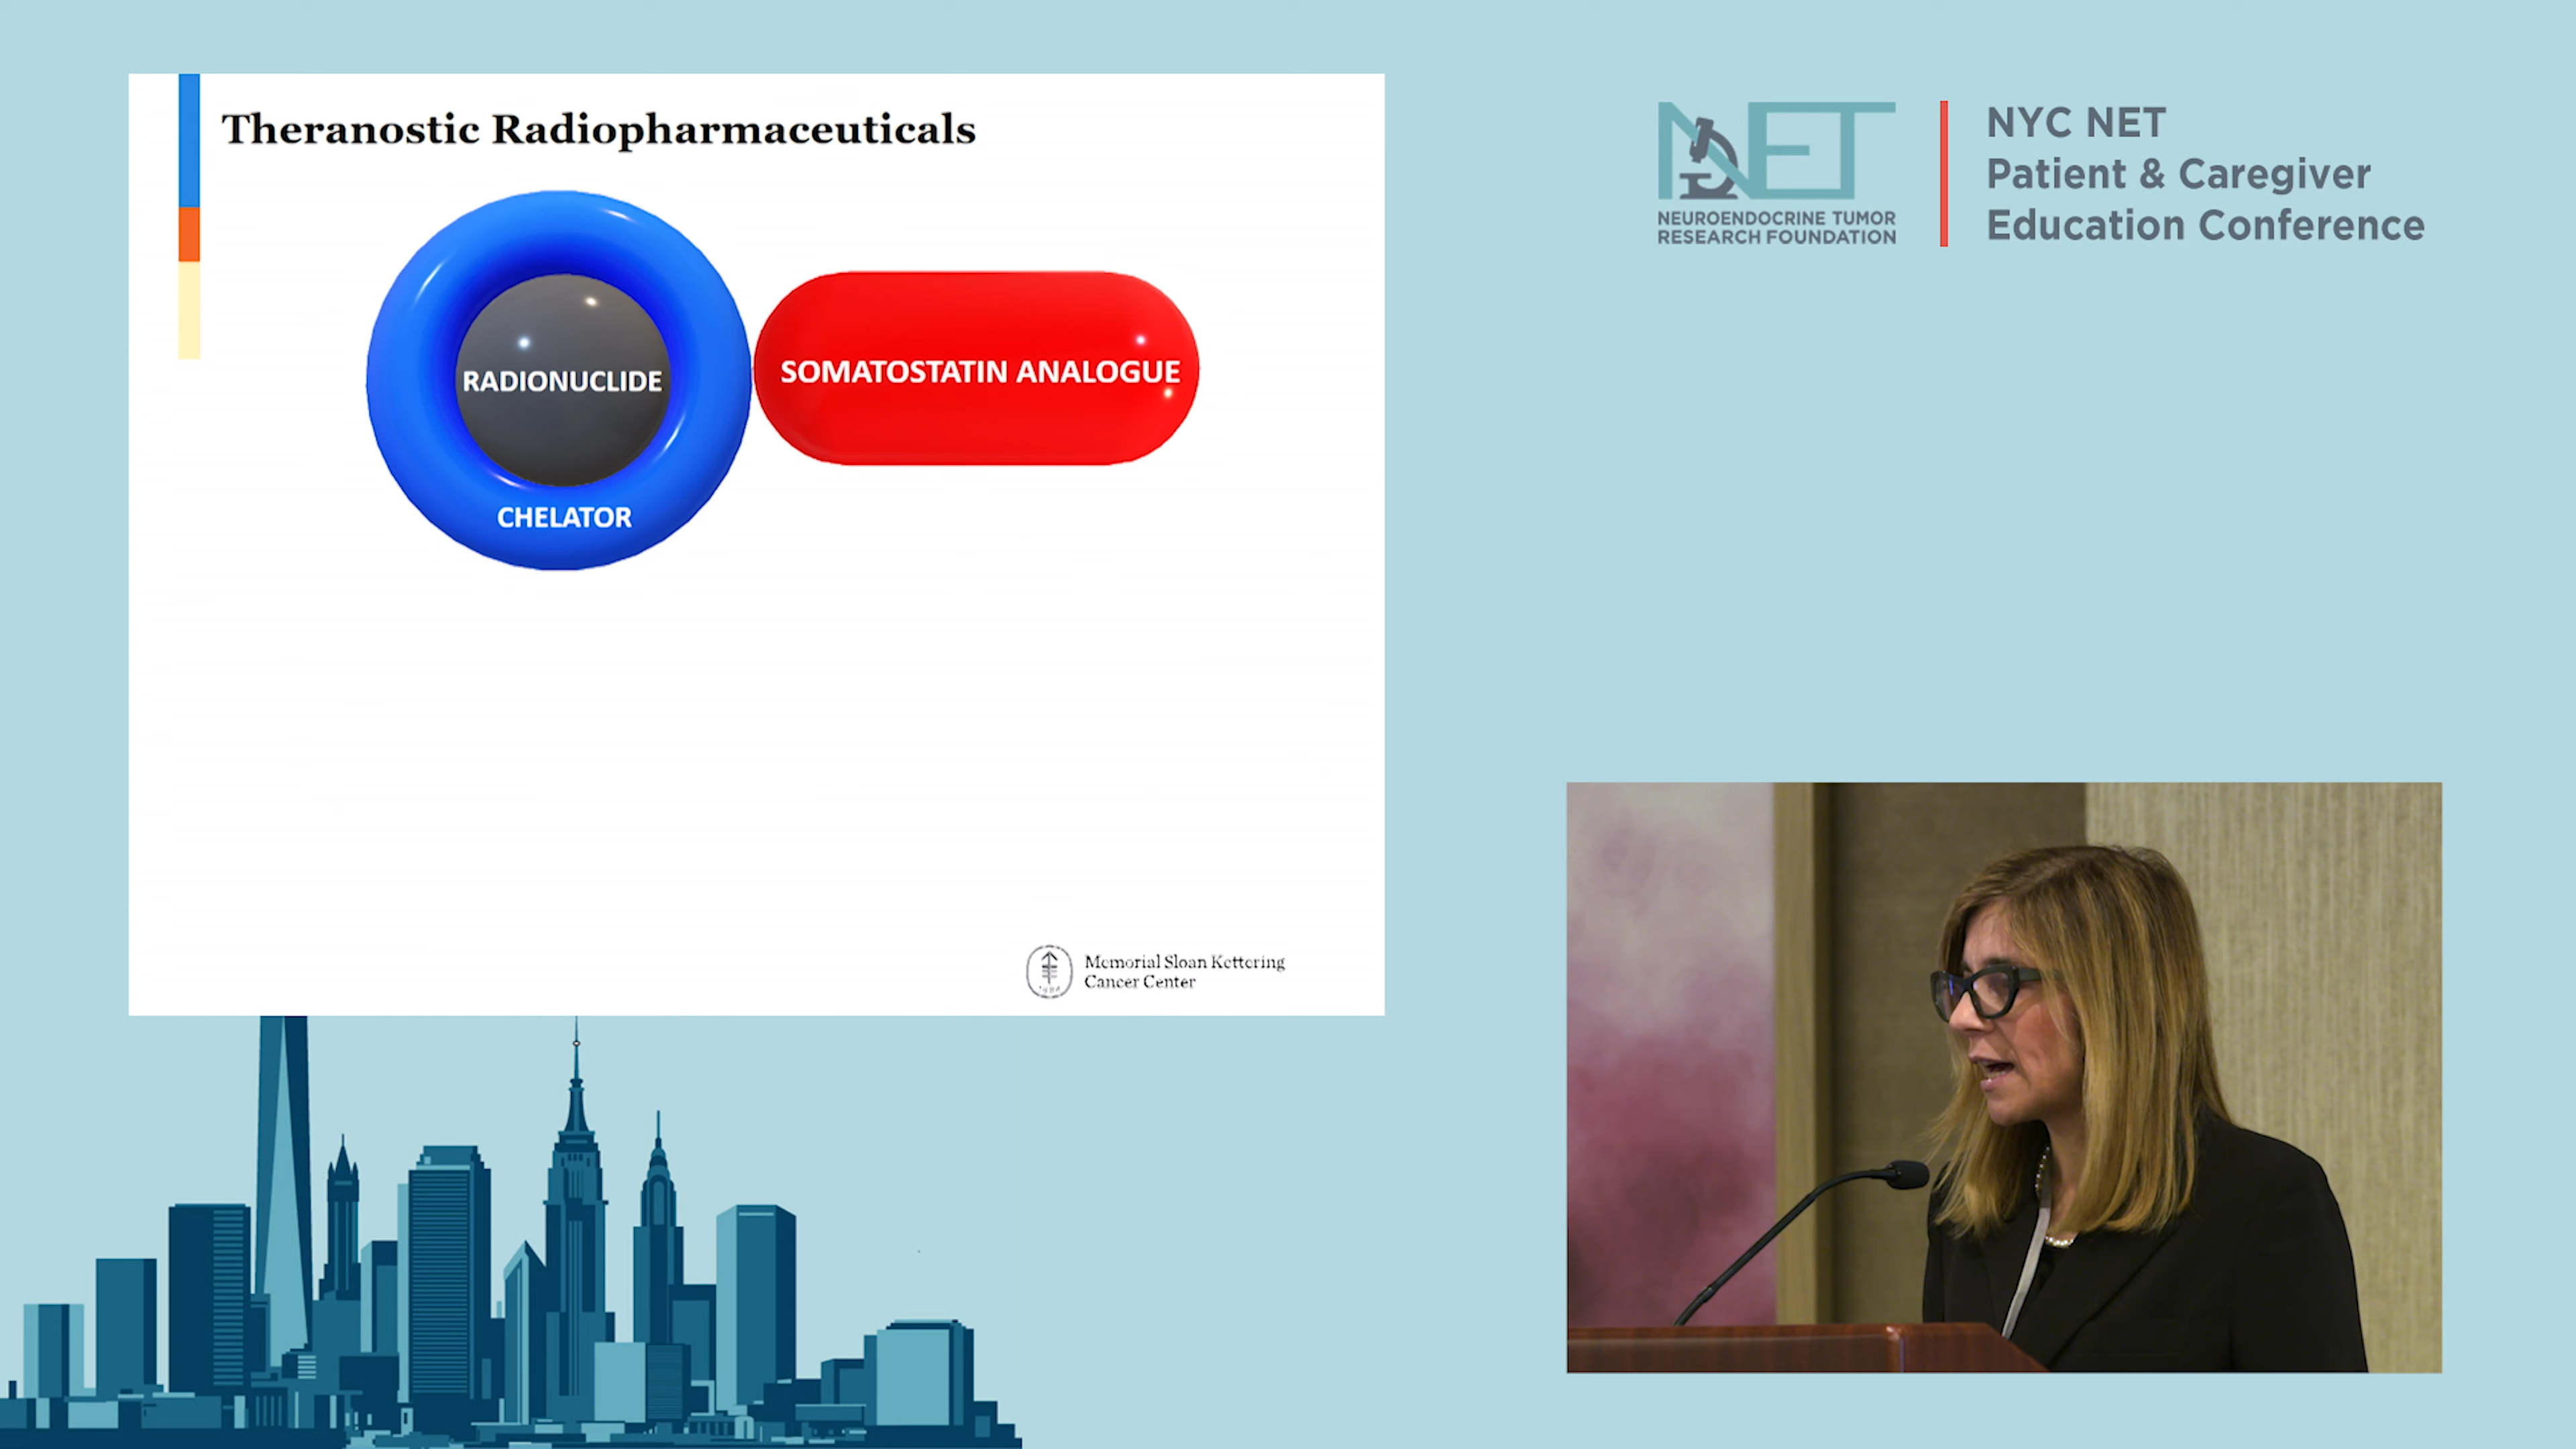 Theranostic Radiopharmaceuticals
RADIONUCLIDE
SOMATOSTATIN ANALOGUE
CHELATOR
Memorial Sloan Kettering
Cancer Center
NET
NEUROENDOCRINE TUMOR
RESEARCH FOUNDATION
NYC NET
Patient & Caregiver
Education Conference